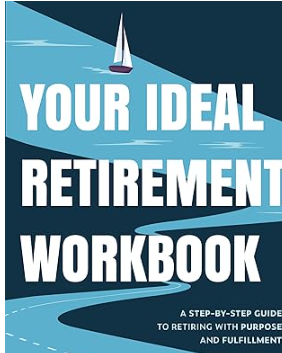 YOUR IDEAL
RETIREMENT
WORKBOOK
A STEP-BY-STEP GUIDE
TO RETIRING WITH PURPOSE
AND FULFILLMENT